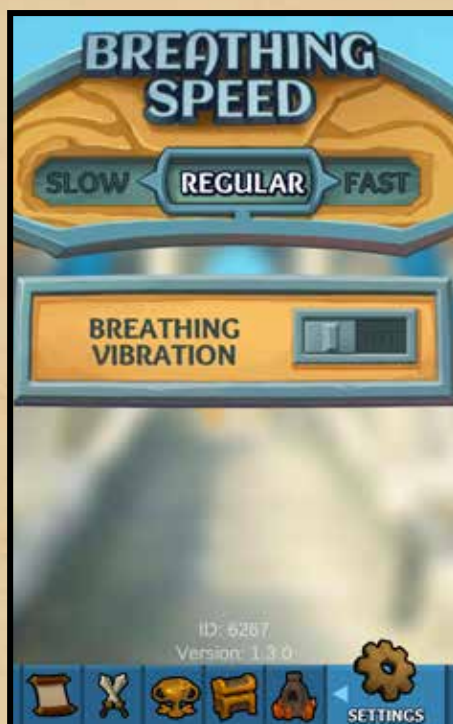 BREATHING
SPEED
SLOW REGULAR FAST
BREATHING
VIBRATION
ID: 6267
Version: 1.3.0
SETTINGS